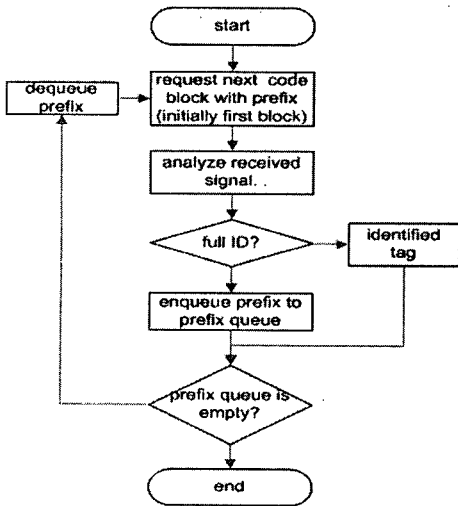 start
dequeue
prefix
request next code
block with prefix
(initially first block)
analyze received
signal. .
full ID?
identified
tag
enqueue prefix to
prefix queue
prefix queue is
empty?
end